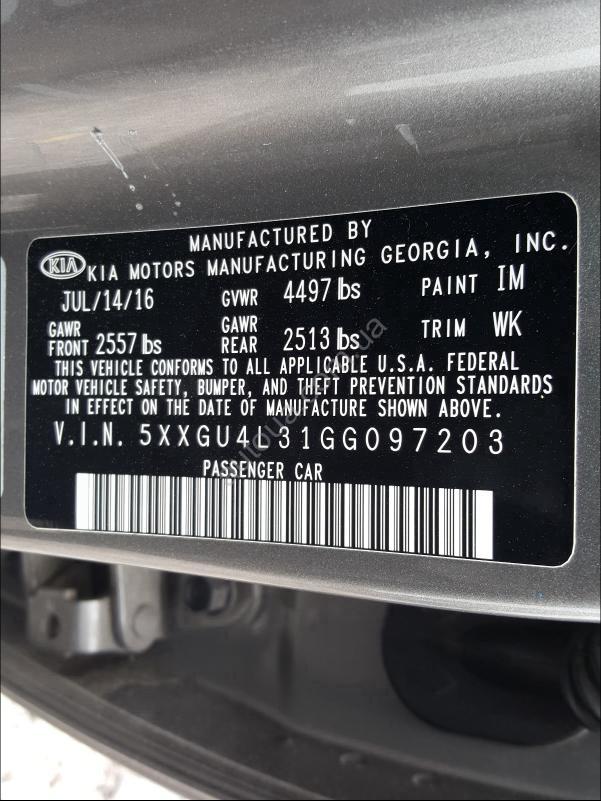 MANUFACTURED BY
KIA KIA MOTORS MANUFACTURING GEORGIA, INC.
JUL/14/16 GVWR 4497 lbs PAINT IM
GAWR FRONT 2557 lbs GAWR REAR 2513 lbs TRIM WK
THIS VEHICLE CONFORMS TO ALL APPLICABLE U.S.A. FEDERAL
MOTOR VEHICLE SAFETY, BUMPER, AND THEFT PREVENTION STANDARDS
IN EFFECT ON THE DATE OF MANUFACTURE SHOWN ABOVE.
V.I.N. 5XXGU4L31GG097203
PASSENGER CAR